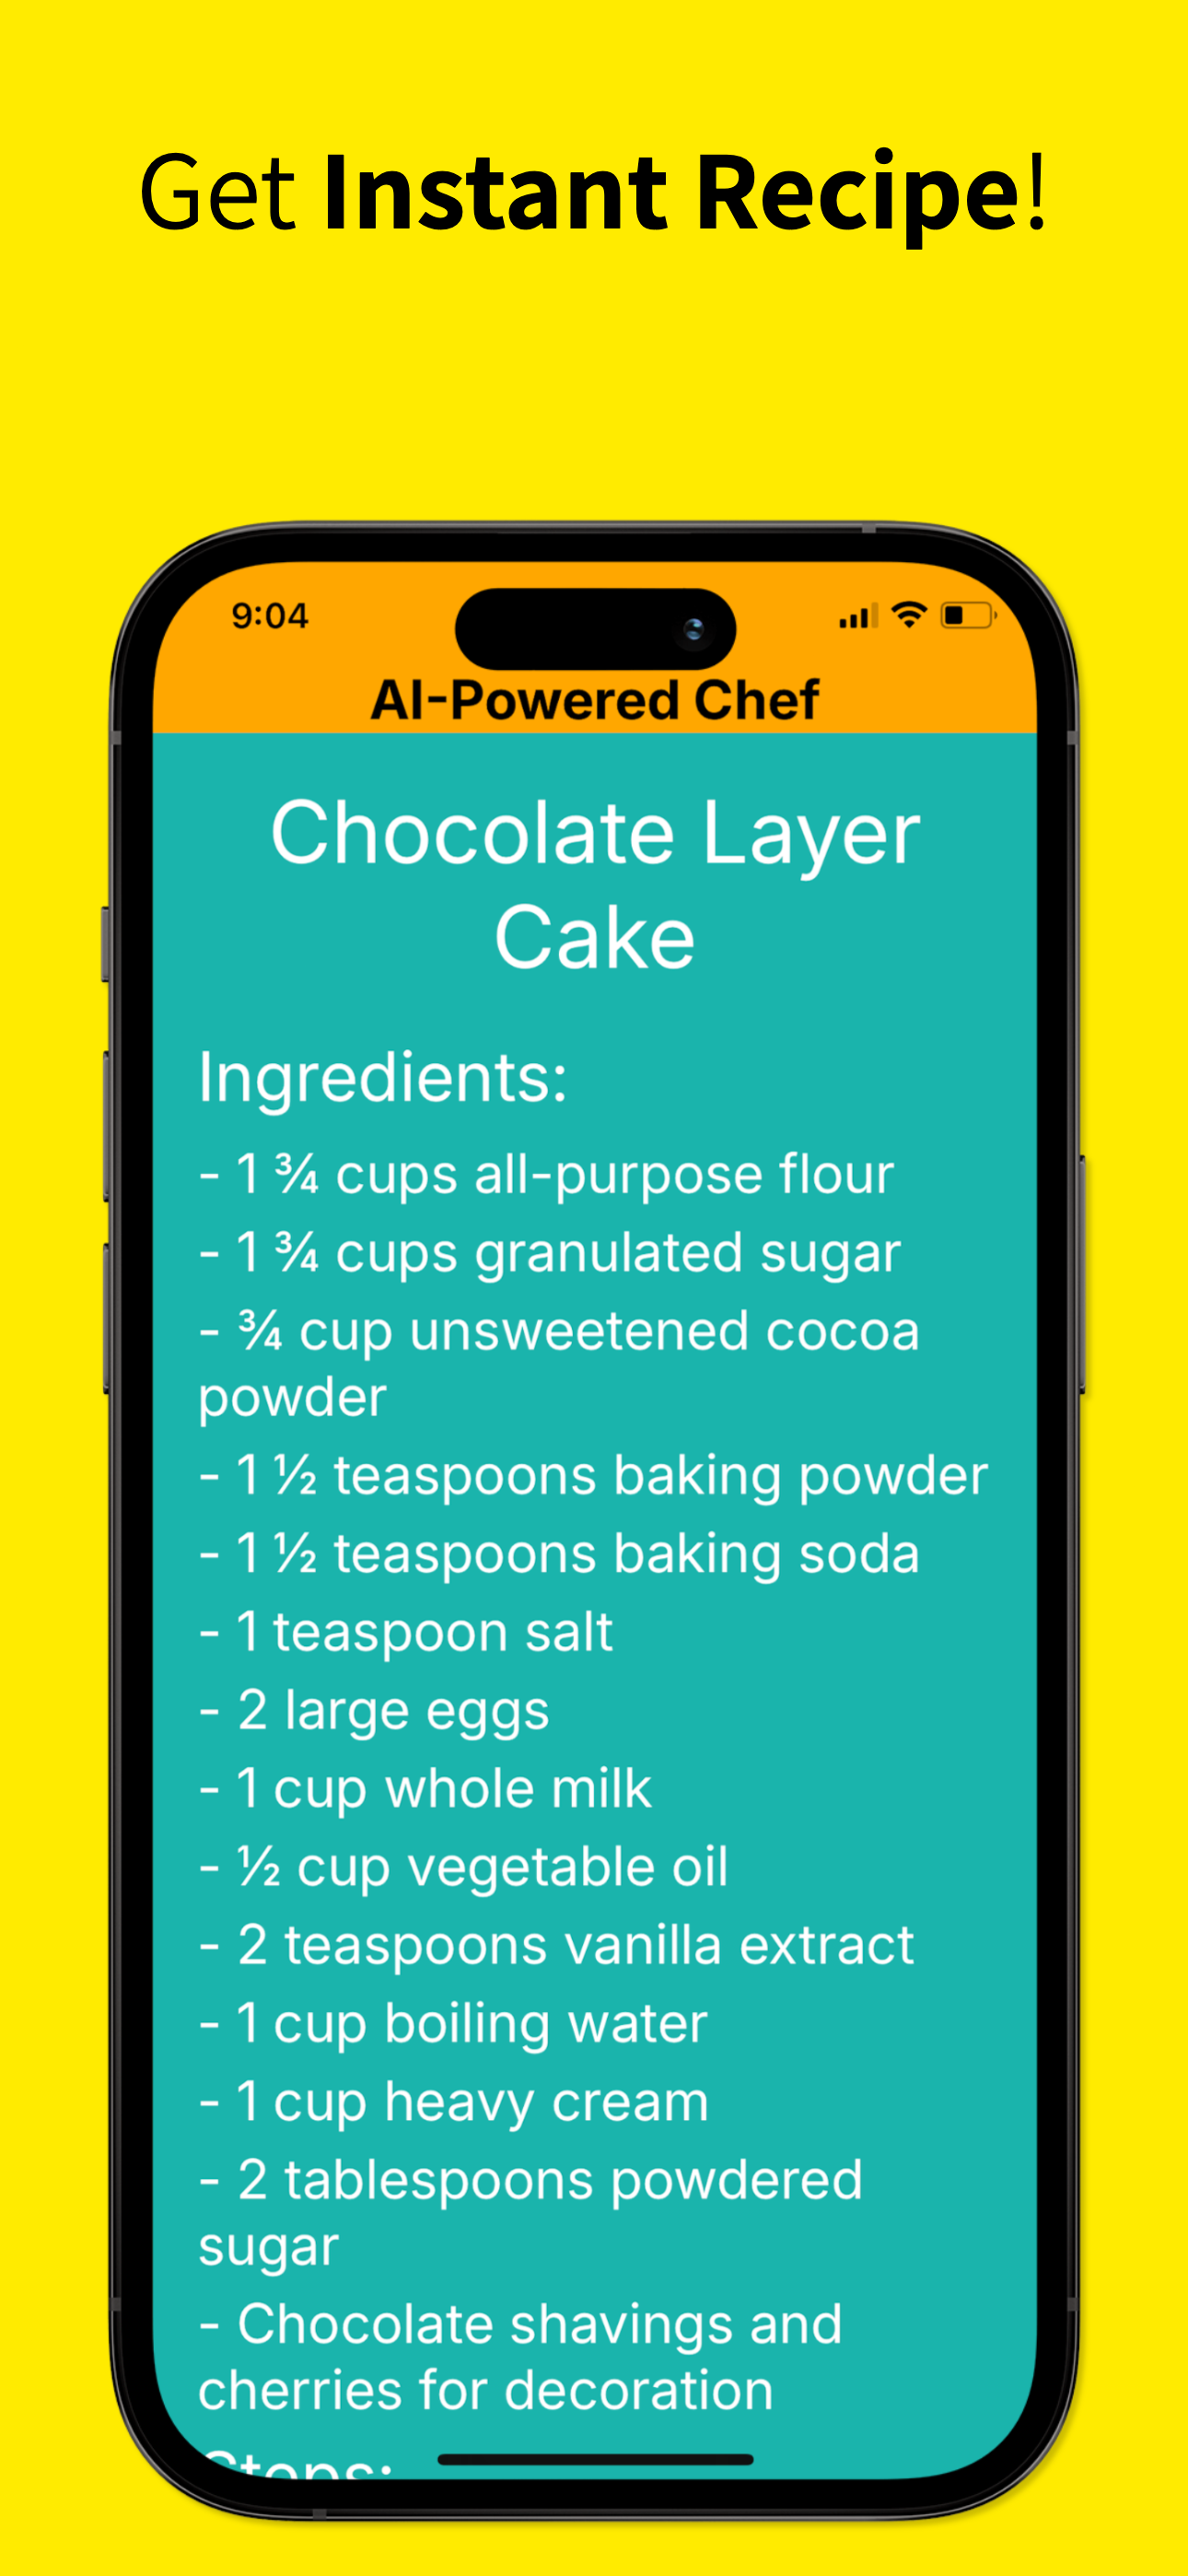 Get Instant Recipe!
9:04
AI-Powered Chef
Chocolate Layer
Cake
Ingredients:
- 1 ¾ cups all-purpose flour
- 1 ¾ cups granulated sugar
- ¾ cup unsweetened cocoa
powder
- 1 ½ teaspoons baking powder
- 1 ½ teaspoons baking soda
- 1 teaspoon salt
- 2 large eggs
- 1 cup whole milk
- ½ cup vegetable oil
- 2 teaspoons vanilla extract
- 1 cup boiling water
- 1 cup heavy cream
- 2 tablespoons powdered
sugar
- Chocolate shavings and
cherries for decoration
Steps: